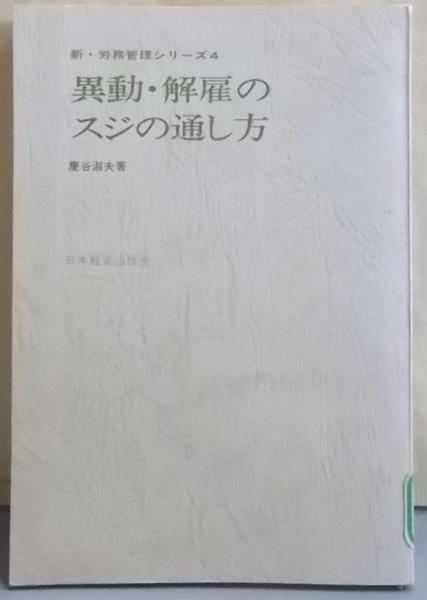 新・労務管理シリーズ4
異動・解雇の
スジの通し方
慶谷淑夫著
日本経営出版会